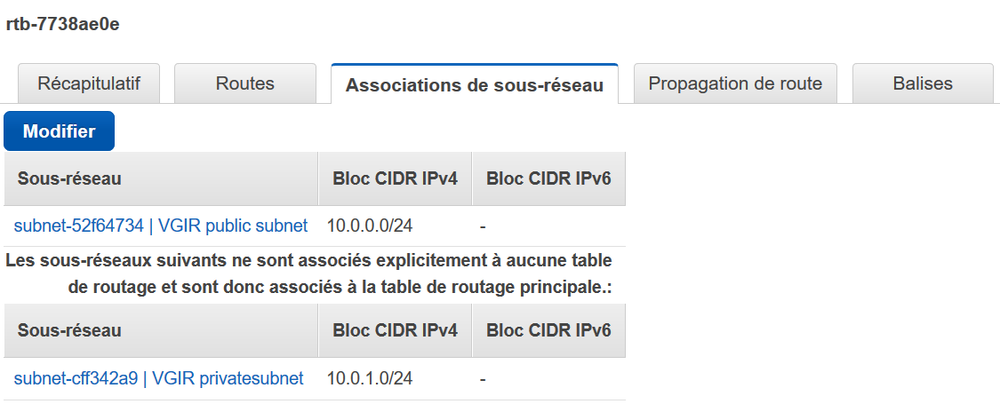 rtb-7738ae0e
Récapitulatif Routes Associations de sous-réseau Propagation de route Balises
Modifier
Sous-réseau Bloc CIDR IPv4 Bloc CIDR IPv6
subnet-52f64734 | VGIR public subnet 10.0.0.0/24 -
Les sous-réseaux suivants ne sont associés explicitement à aucune table
de routage et sont donc associés à la table de routage principale.:
Sous-réseau Bloc CIDR IPv4 Bloc CIDR IPv6
subnet-cff342a9 | VGIR privatesubnet 10.0.1.0/24 -